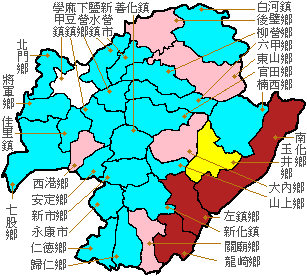 學甲鎮
麻豆鎮
下營鄉
鹽水鎮
新營市
善化鎮
白河鎮
後壁鄉
柳營鄉
六甲鄉
東山鄉
官田鄉
楠西鄉
北門鄉
將軍鄉
佳里鎮
七股鄉
南化鄉
玉井鄉
大內鄉
山上鄉
西港鄉
安定鄉
新市鄉
永康市
仁德鄉
歸仁鄉
左鎮鄉
新化鎮
關廟鄉
龍崎鄉